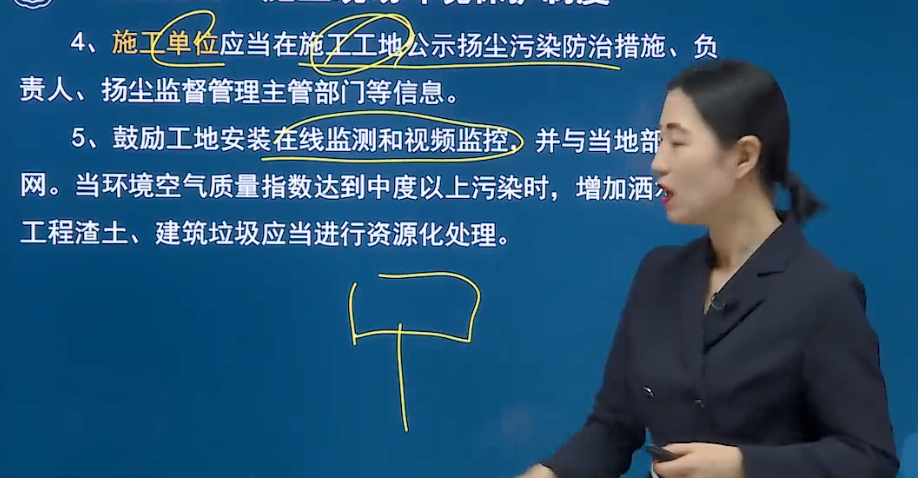 4、施工单位应当在施工工地公示扬尘污染防治措施、负
责人、扬尘监督管理主管部门等信息。
5、鼓励工地安装在线监测和视频监控，并与当地部
网。当环境空气质量指数达到中度以上污染时，增加洒
工程渣土、建筑垃圾应当进行资源化处理。